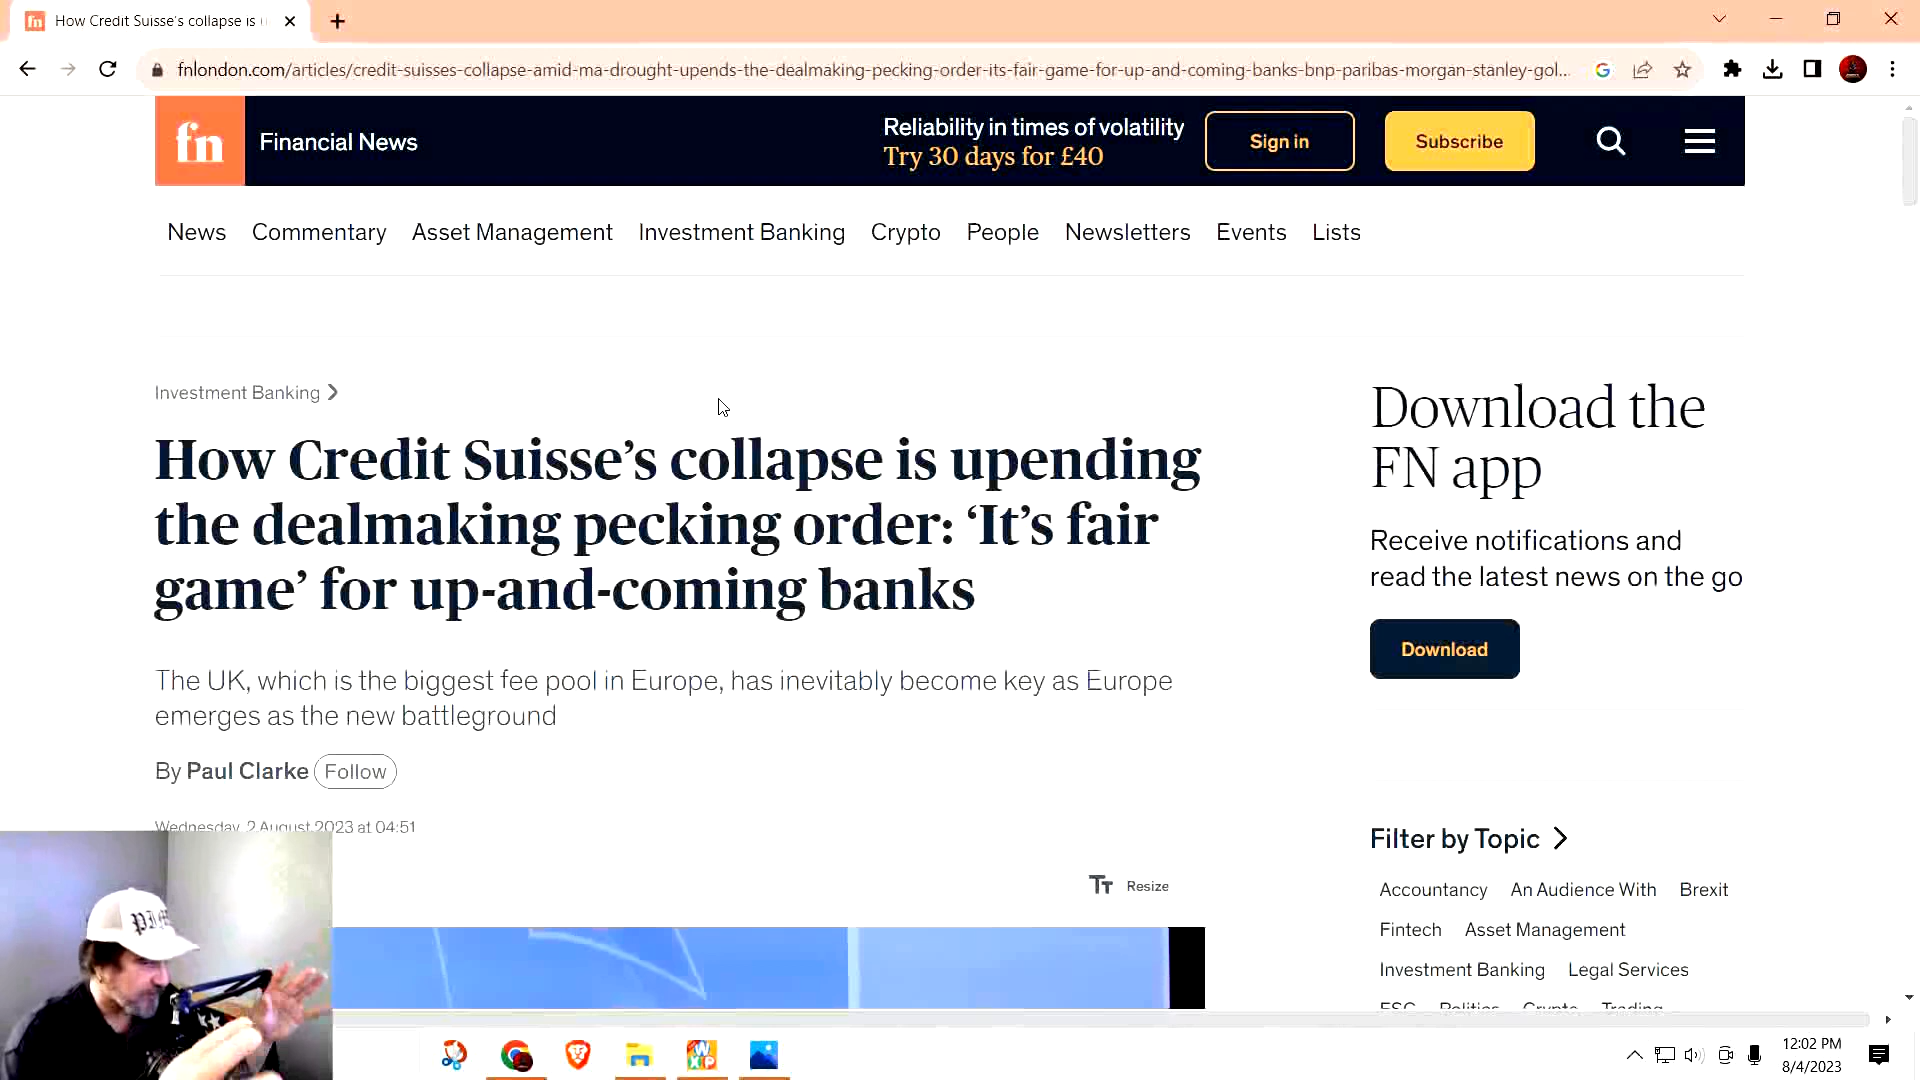 How Credit Suisse's collapse is
fnlondon.com/articles/credit-suisses-collapse-amid-ma-drought-upends-the-dealmaking-pecking-order-its-fair-game-for-up-and-coming-banks-bnp-paribas-morgan-stanley-gol...
fn
Financial News
Reliability in times of volatility
Try 30 days for £40
Sign in
Subscribe
News Commentary Asset Management Investment Banking Crypto People Newsletters Events Lists
Investment Banking
How Credit Suisse’s collapse is upending
the dealmaking pecking order: ‘It’s fair
game’ for up-and-coming banks
The UK, which is the biggest fee pool in Europe, has inevitably become key as Europe
emerges as the new battleground
By Paul Clarke Follow
Wednesday, 2 August 2023 at 04:51
Resize
Download the
FN app
Receive notifications and
read the latest news on the go
Download
Filter by Topic
Accountancy An Audience With Brexit
Fintech Asset Management
Investment Banking Legal Services
ESG Politics Crypto Trading
12:02 PM
8/4/2023